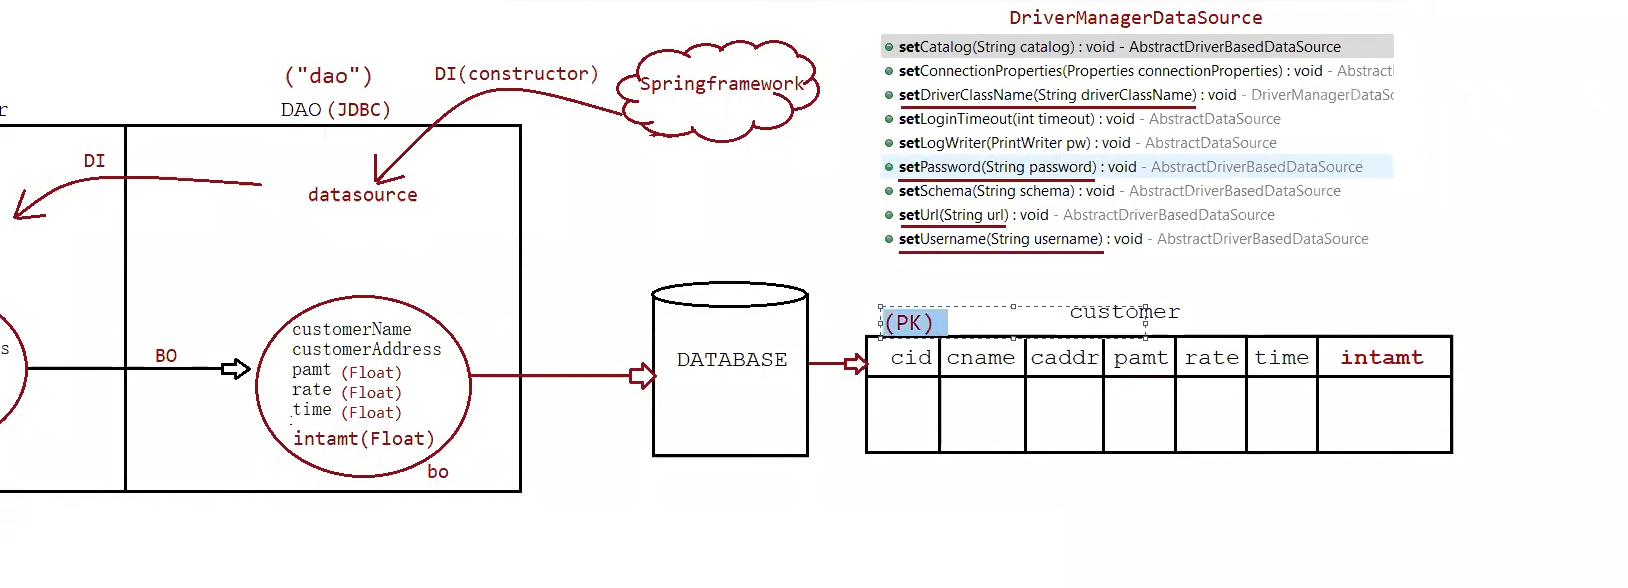 DriverManagerDataSource
setCatalog(String catalog) : void - AbstractDriverBasedDataSource
setConnectionProperties(Properties connectionProperties) : void - Abstract
setDriverClassName(String driverClassName) : void - DriverManagerDataSc
setLoginTimeout(int timeout) : void - AbstractDataSource
setLogWriter(PrintWriter pw) : void - AbstractDataSource
setPassword(String password) : void - AbstractDriverBasedDataSource
setSchema(String schema) : void - AbstractDriverBasedDataSource
setUrl(String url) : void - AbstractDriverBasedDataSource
setUsername(String username) : void - AbstractDriverBasedDataSource
("dao")
DI(constructor)
Springframework
r
DAO (JDBC)
DI
datasource
s
BO
customerName
customerAddress
pamt (Float)
rate (Float)
time (Float)
intamt(Float)
bo
DATABASE
customer
(PK)
cid cname caddr pamt rate time intamt